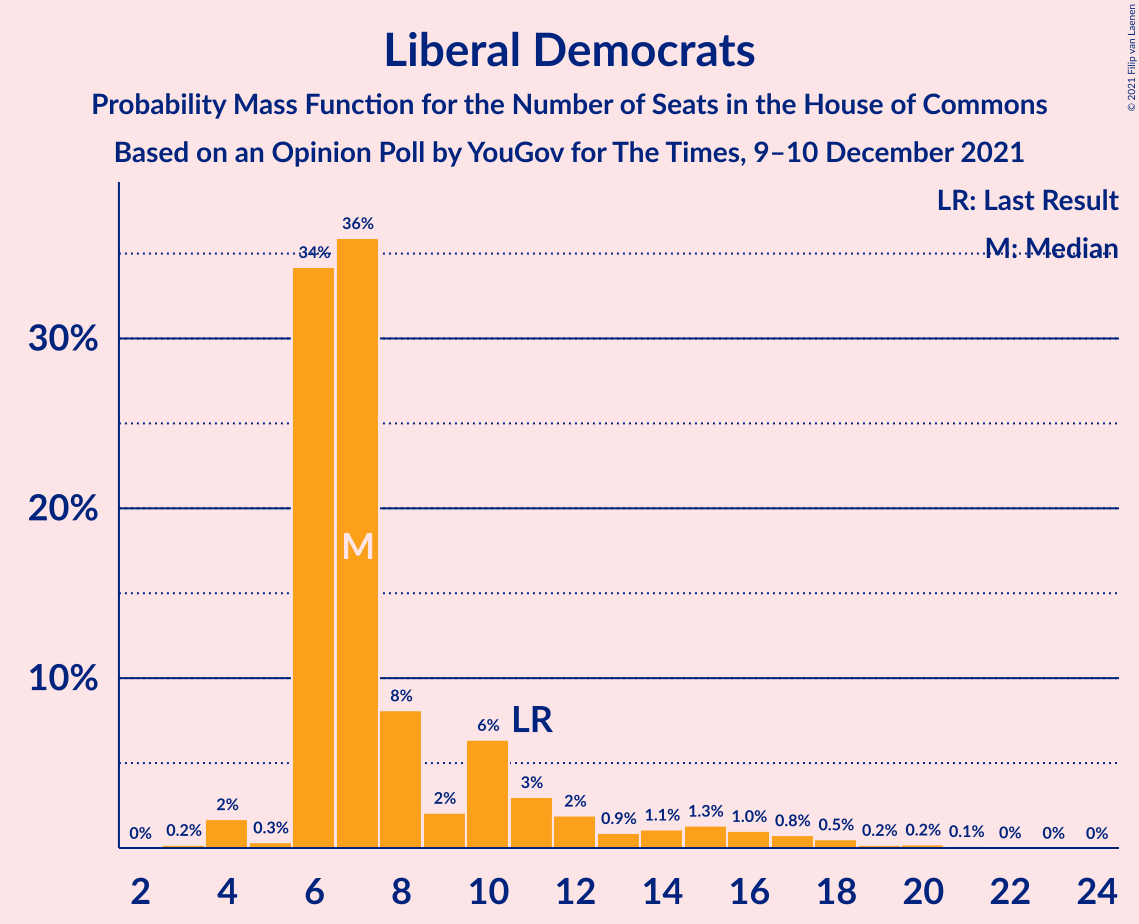 © 2021 Filip van Laenen
Liberal Democrats
Probability Mass Function for the Number of Seats in the House of Commons
Based on an Opinion Poll by YouGov for The Times, 9–10 December 2021
LR: Last Result
M: Median
30%
20%
10%
0%
0.2%
2%
0.3%
34%
36%
8%
2%
6%
3%
2%
0.9%
1.1%
1.3%
1.0%
0.8%
0.5%
0.2%
0.2%
0.1%
0%
0%
0%
M
LR
2 4 6 8 10 12 14 16 18 20 22 24